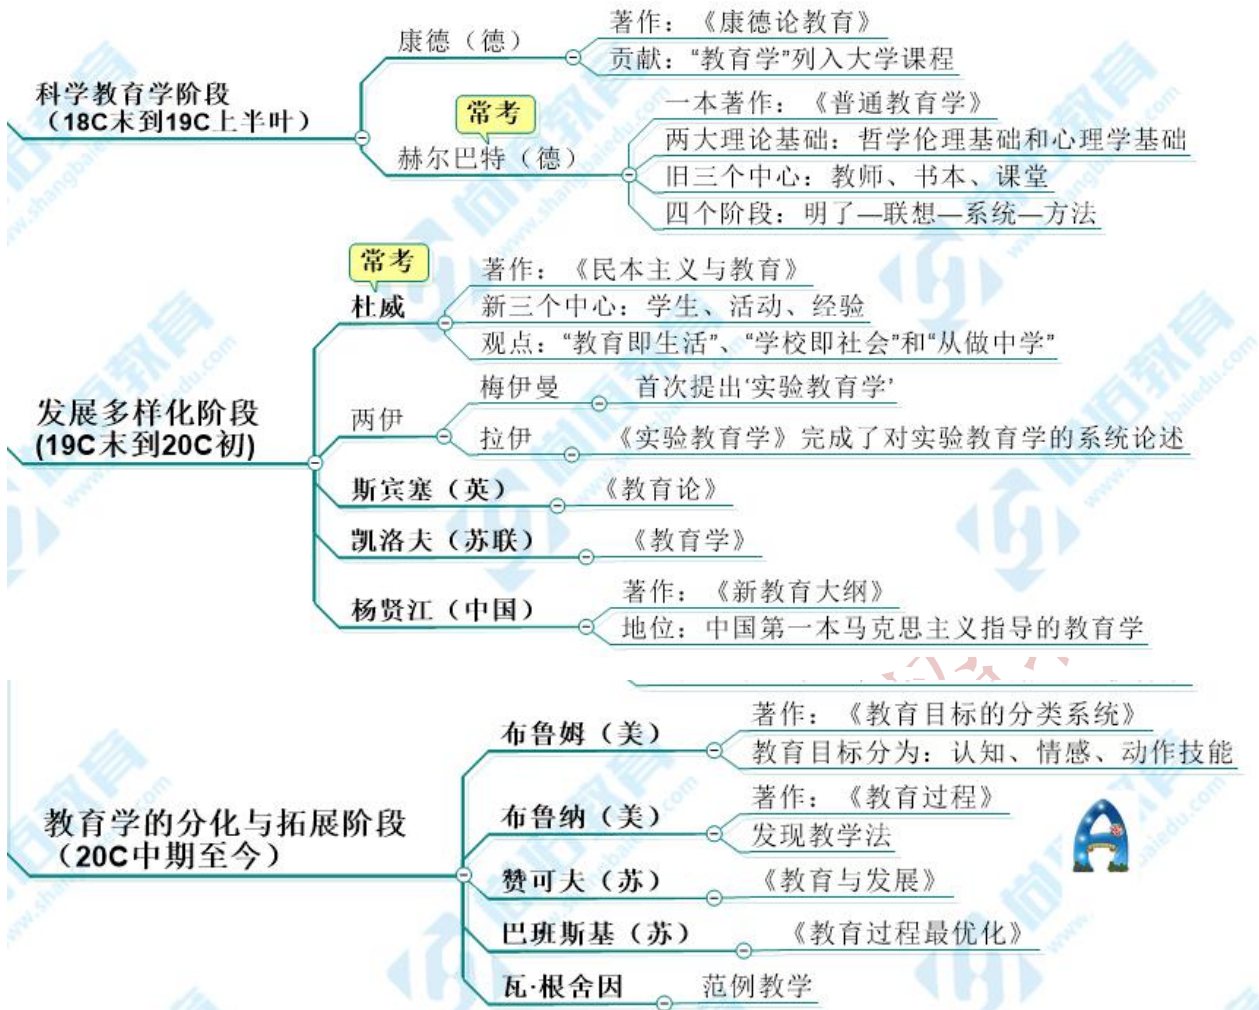 科学教育学阶段
（18C末到19C上半叶）
康德（德）
著作：《康德论教育》
贡献：“教育学”列入大学课程
常考
赫尔巴特（德）
一本著作：《普通教育学》
两大理论基础：哲学伦理基础和心理学基础
旧三个中心：教师、书本、课堂
四个阶段：明了—联想—系统—方法
发展多样化阶段
(19C末到20C初)
常考
杜威
著作：《民本主义与教育》
新三个中心：学生、活动、经验
观点：“教育即生活”、“学校即社会”和“从做中学”
两伊
梅伊曼
首次提出‘实验教育学’
拉伊
《实验教育学》完成了对实验教育学的系统论述
斯宾塞（英）
《教育论》
凯洛夫（苏联）
《教育学》
杨贤江（中国）
著作：《新教育大纲》
地位：中国第一本马克思主义指导的教育学
教育学的分化与拓展阶段
（20C中期至今）
布鲁姆（美）
著作：《教育目标的分类系统》
教育目标分为：认知、情感、动作技能
布鲁纳（美）
著作：《教育过程》
发现教学法
赞可夫（苏）
《教育与发展》
巴班斯基（苏）
《教育过程最优化》
瓦·根舍因
范例教学
尚佰教育
www.shangbaiedu.com